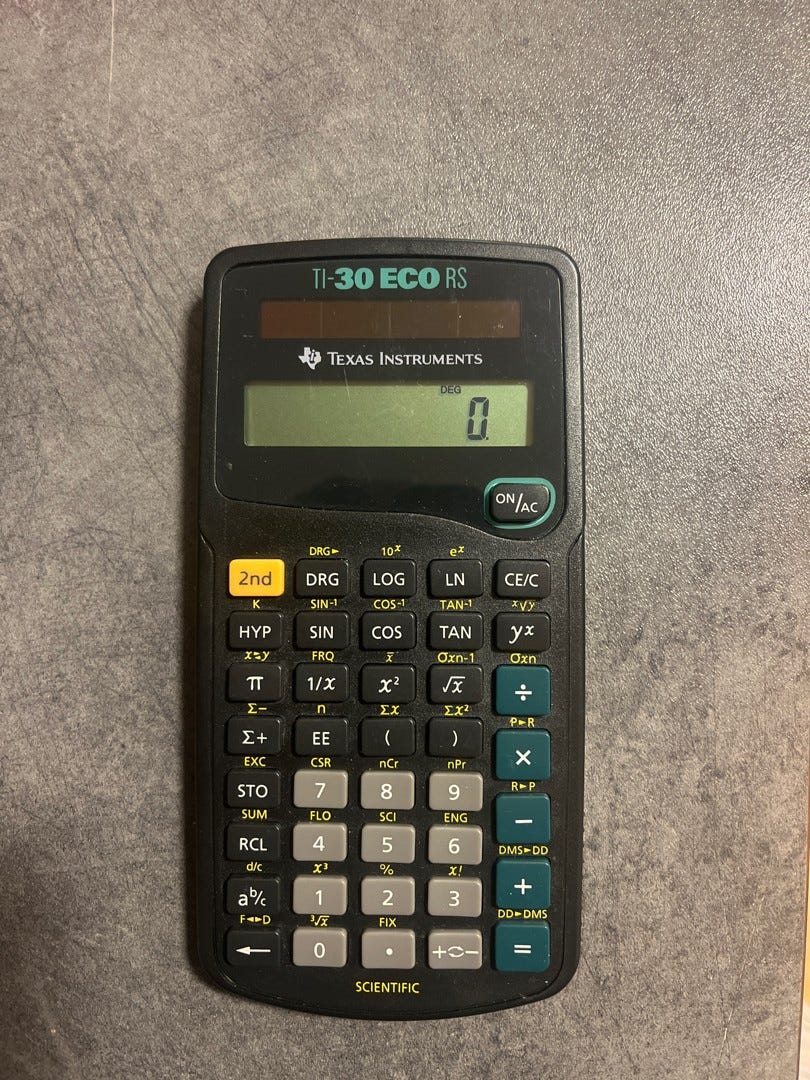 TI-30 ECO RS
TEXAS INSTRUMENTS
DEG
0.
ON/AC
DRG► 10ˣ eˣ
2nd DRG LOG LN CE/C
K SIN⁻¹ COS⁻¹ TAN⁻¹ ˣ√y
HYP SIN COS TAN yˣ
x⇆y FRQ x̅ σxn-1 σxn
π 1/x x² √x ÷
Σ− n Σx Σx² P►R
Σ+ EE ( ) ×
EXC CSR nCr nPr R►P
STO 7 8 9 −
SUM FLO SCI ENG DMS►DD
RCL 4 5 6 +
d/c x³ % x! DD►DMS
aᵇ/c 1 2 3 =
F◄►D ³√x FIX
← 0 . +⇆−
SCIENTIFIC